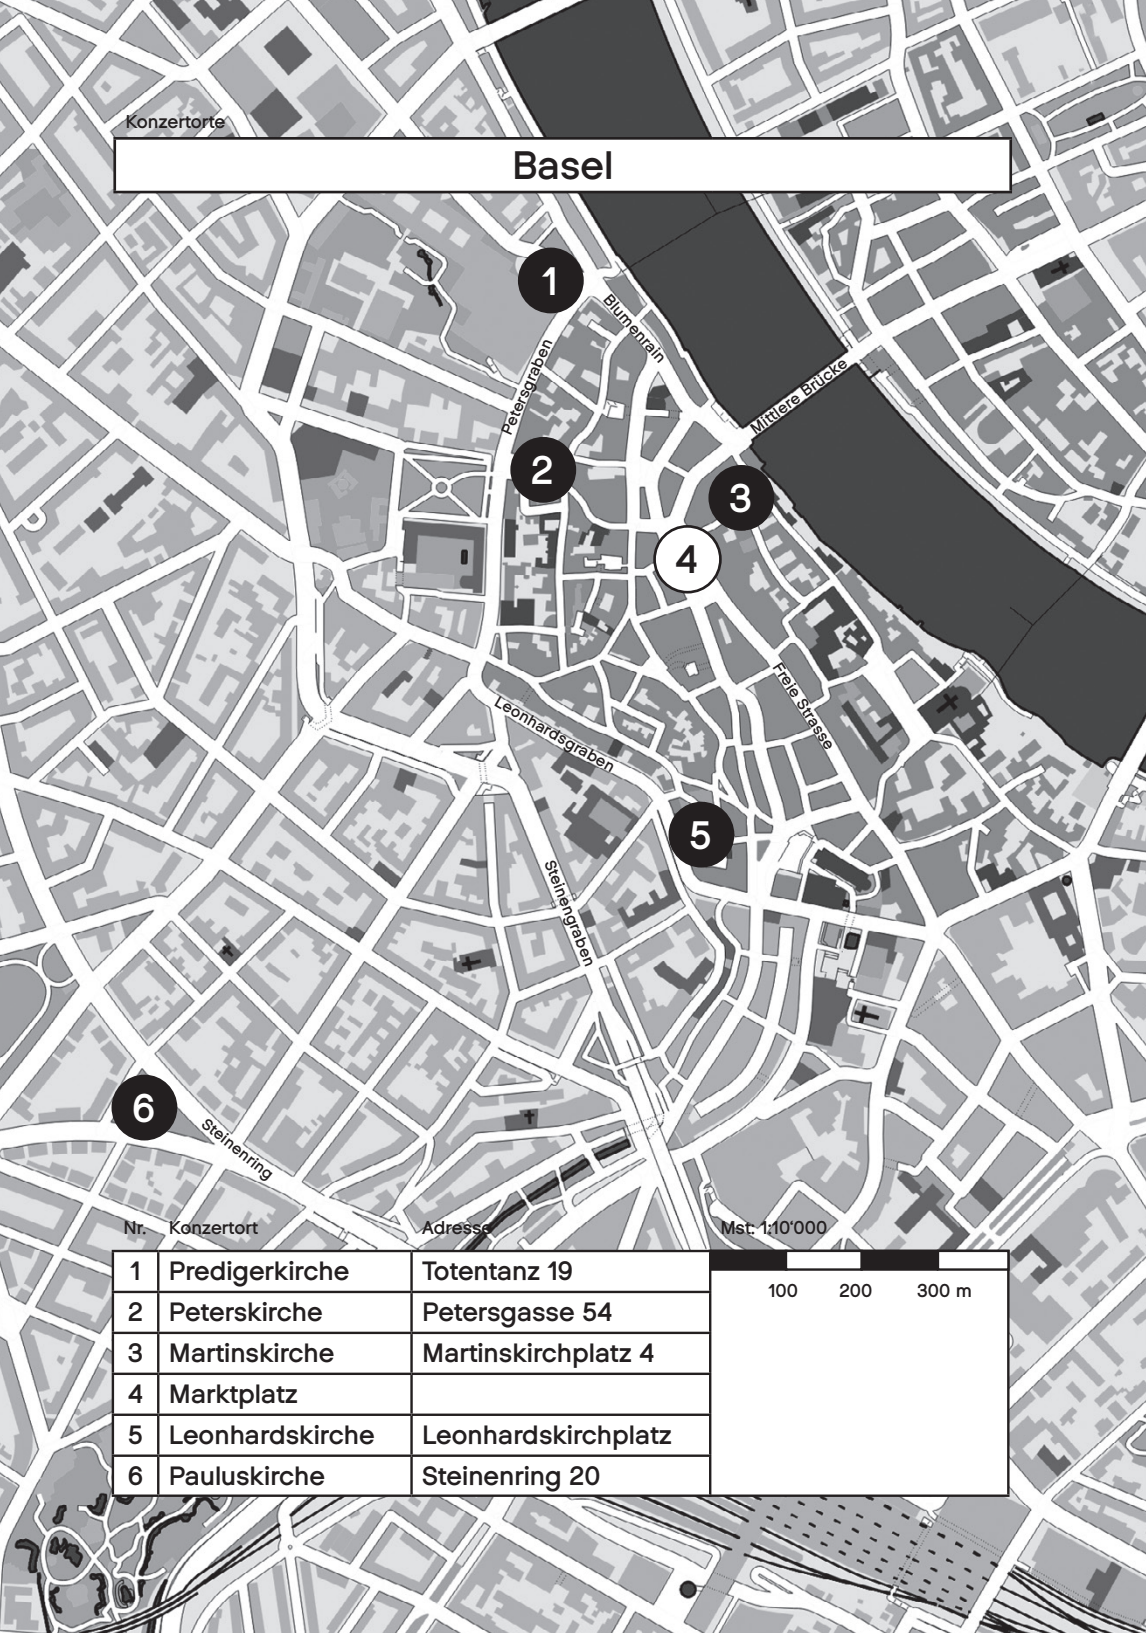 Konzertorte
Basel
1
Blumenrain
Petersgraben
Mittlere Brücke
2
3
4
Freie Strasse
Leonhardsgraben
5
Steinengraben
6
Steinenring
Nr. Konzertort Adresse Mst: 1:10'000
1 Predigerkirche Totentanz 19
100 200 300 m
2 Peterskirche Petersgasse 54
3 Martinskirche Martinskirchplatz 4
4 Marktplatz
5 Leonhardskirche Leonhardskirchplatz
6 Pauluskirche Steinenring 20